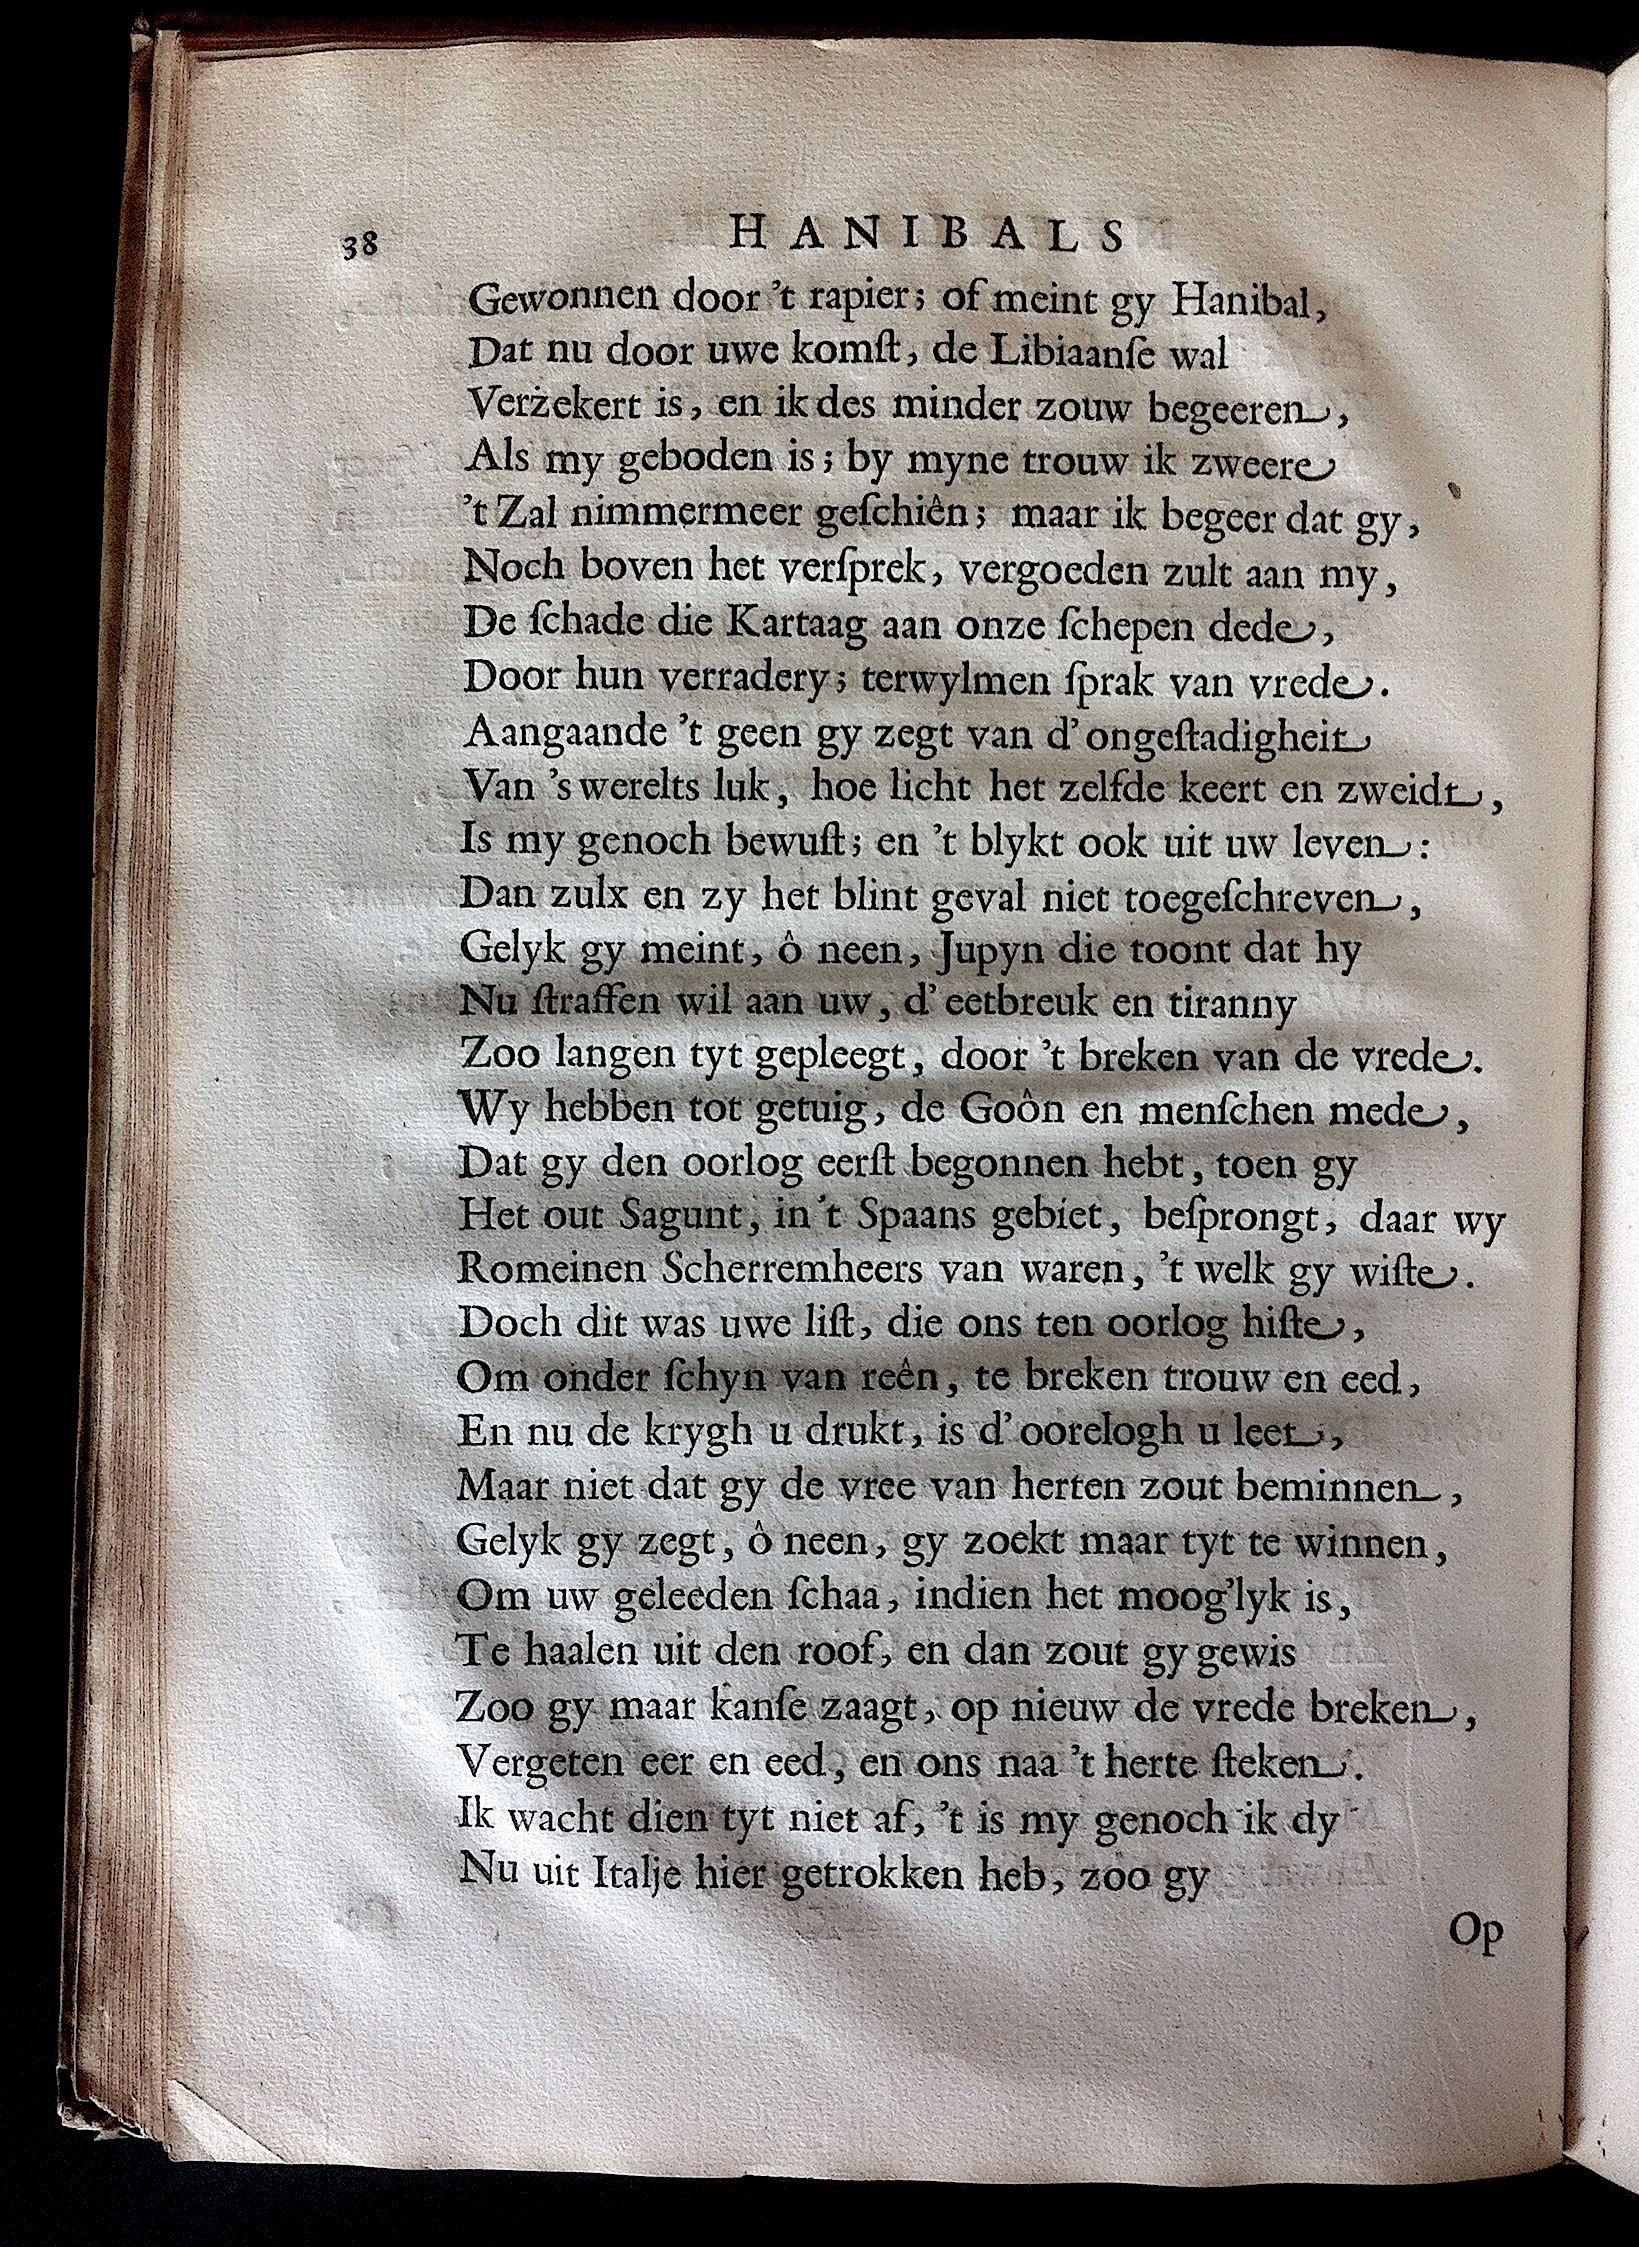 38 HANIBALS
Gewonnen door 't rapier; of meint gy Hanibal,
Dat nu door uwe komſt, de Libiaanſe wal
Verzekert is, en ik des minder zouw begeeren,
Als my geboden is; by myne trouw ik zweere
't Zal nimmermeer geſchiên; maar ik begeer dat gy,
Noch boven het verſprek, vergoeden zult aan my,
De ſchade die Kartaag aan onze ſchepen dede,
Door hun verradery; terwylmen ſprak van vrede.
Aangaande 't geen gy zegt van d' ongeſtadigheit
Van 's werelts luk, hoe licht het zelfde keert en zweidt,
Is my genoch bewuſt; en 't blykt ook uit uw leven:
Dan zulx en zy het blint geval niet toegeſchreven,
Gelyk gy meint, ô neen, Jupyn die toont dat hy
Nu ſtraffen wil aan uw, d' eetbreuk en tiranny
Zoo langen tyt gepleegt, door 't breken van de vrede.
Wy hebben tot getuig, de Goôn en menſchen mede,
Dat gy den oorlog eerſt begonnen hebt, toen gy
Het out Sagunt, in 't Spaans gebiet, beſprongt, daar wy
Romeinen Scherremheers van waren, 't welk gy wiſte.
Doch dit was uwe liſt, die ons ten oorlog hiſte,
Om onder ſchyn van reên, te breken trouw en eed,
En nu de krygh u drukt, is d' oorelogh u leet,
Maar niet dat gy de vree van herten zout beminnen,
Gelyk gy zegt, ô neen, gy zoekt maar tyt te winnen,
Om uw geleeden ſchaa, indien het moog'lyk is,
Te haalen uit den roof, en dan zout gy gewis
Zoo gy maar kanſe zaagt, op nieuw de vrede breken,
Vergeten eer en eed, en ons naa 't herte ſteken.
Ik wacht dien tyt niet af, 't is my genoch ik dy
Nu uit Italje hier getrokken heb, zoo gy
Op